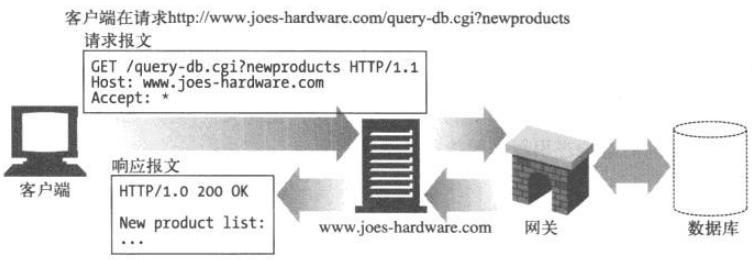 客户端在请求http://www.joes-hardware.com/query-db.cgi?newproducts
请求报文
GET /query-db.cgi?newproducts HTTP/1.1
Host: www.joes-hardware.com
Accept: *
响应报文
HTTP/1.0 200 OK
New product list:
...
客户端
www.joes-hardware.com
网关
数据库